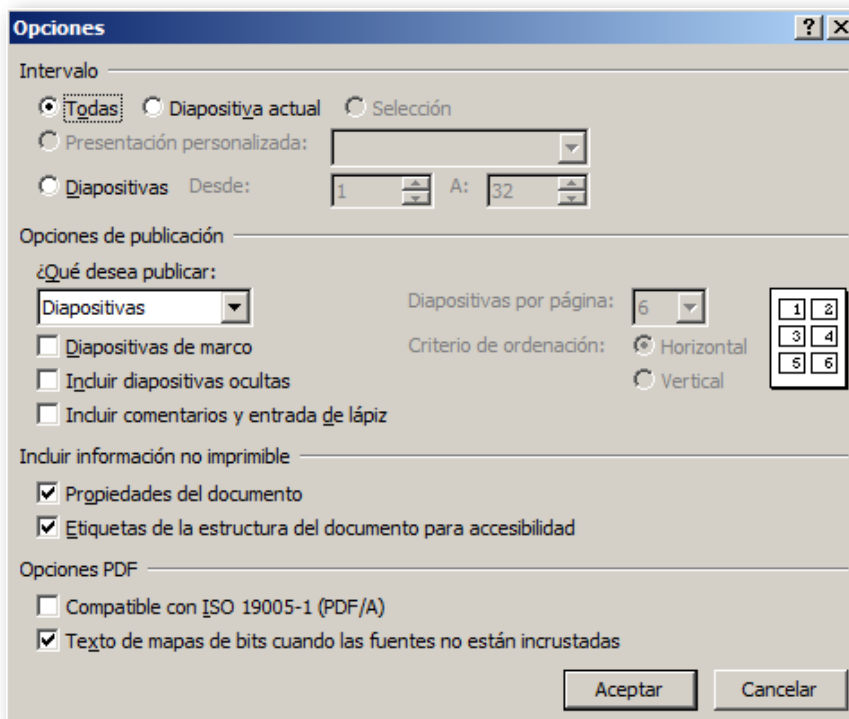 Opciones
Intervalo
Todas Diapositiva actual Selección
Presentación personalizada:
Diapositivas Desde: 1 A: 32
Opciones de publicación
¿Qué desea publicar:
Diapositivas Diapositivas por página: 6
Diapositivas de marco Criterio de ordenación: Horizontal
Incluir diapositivas ocultas Vertical
Incluir comentarios y entrada de lápiz
1 2
3 4
5 6
Incluir información no imprimible
Propiedades del documento
Etiquetas de la estructura del documento para accesibilidad
Opciones PDF
Compatible con ISO 19005-1 (PDF/A)
Texto de mapas de bits cuando las fuentes no están incrustadas
Aceptar Cancelar